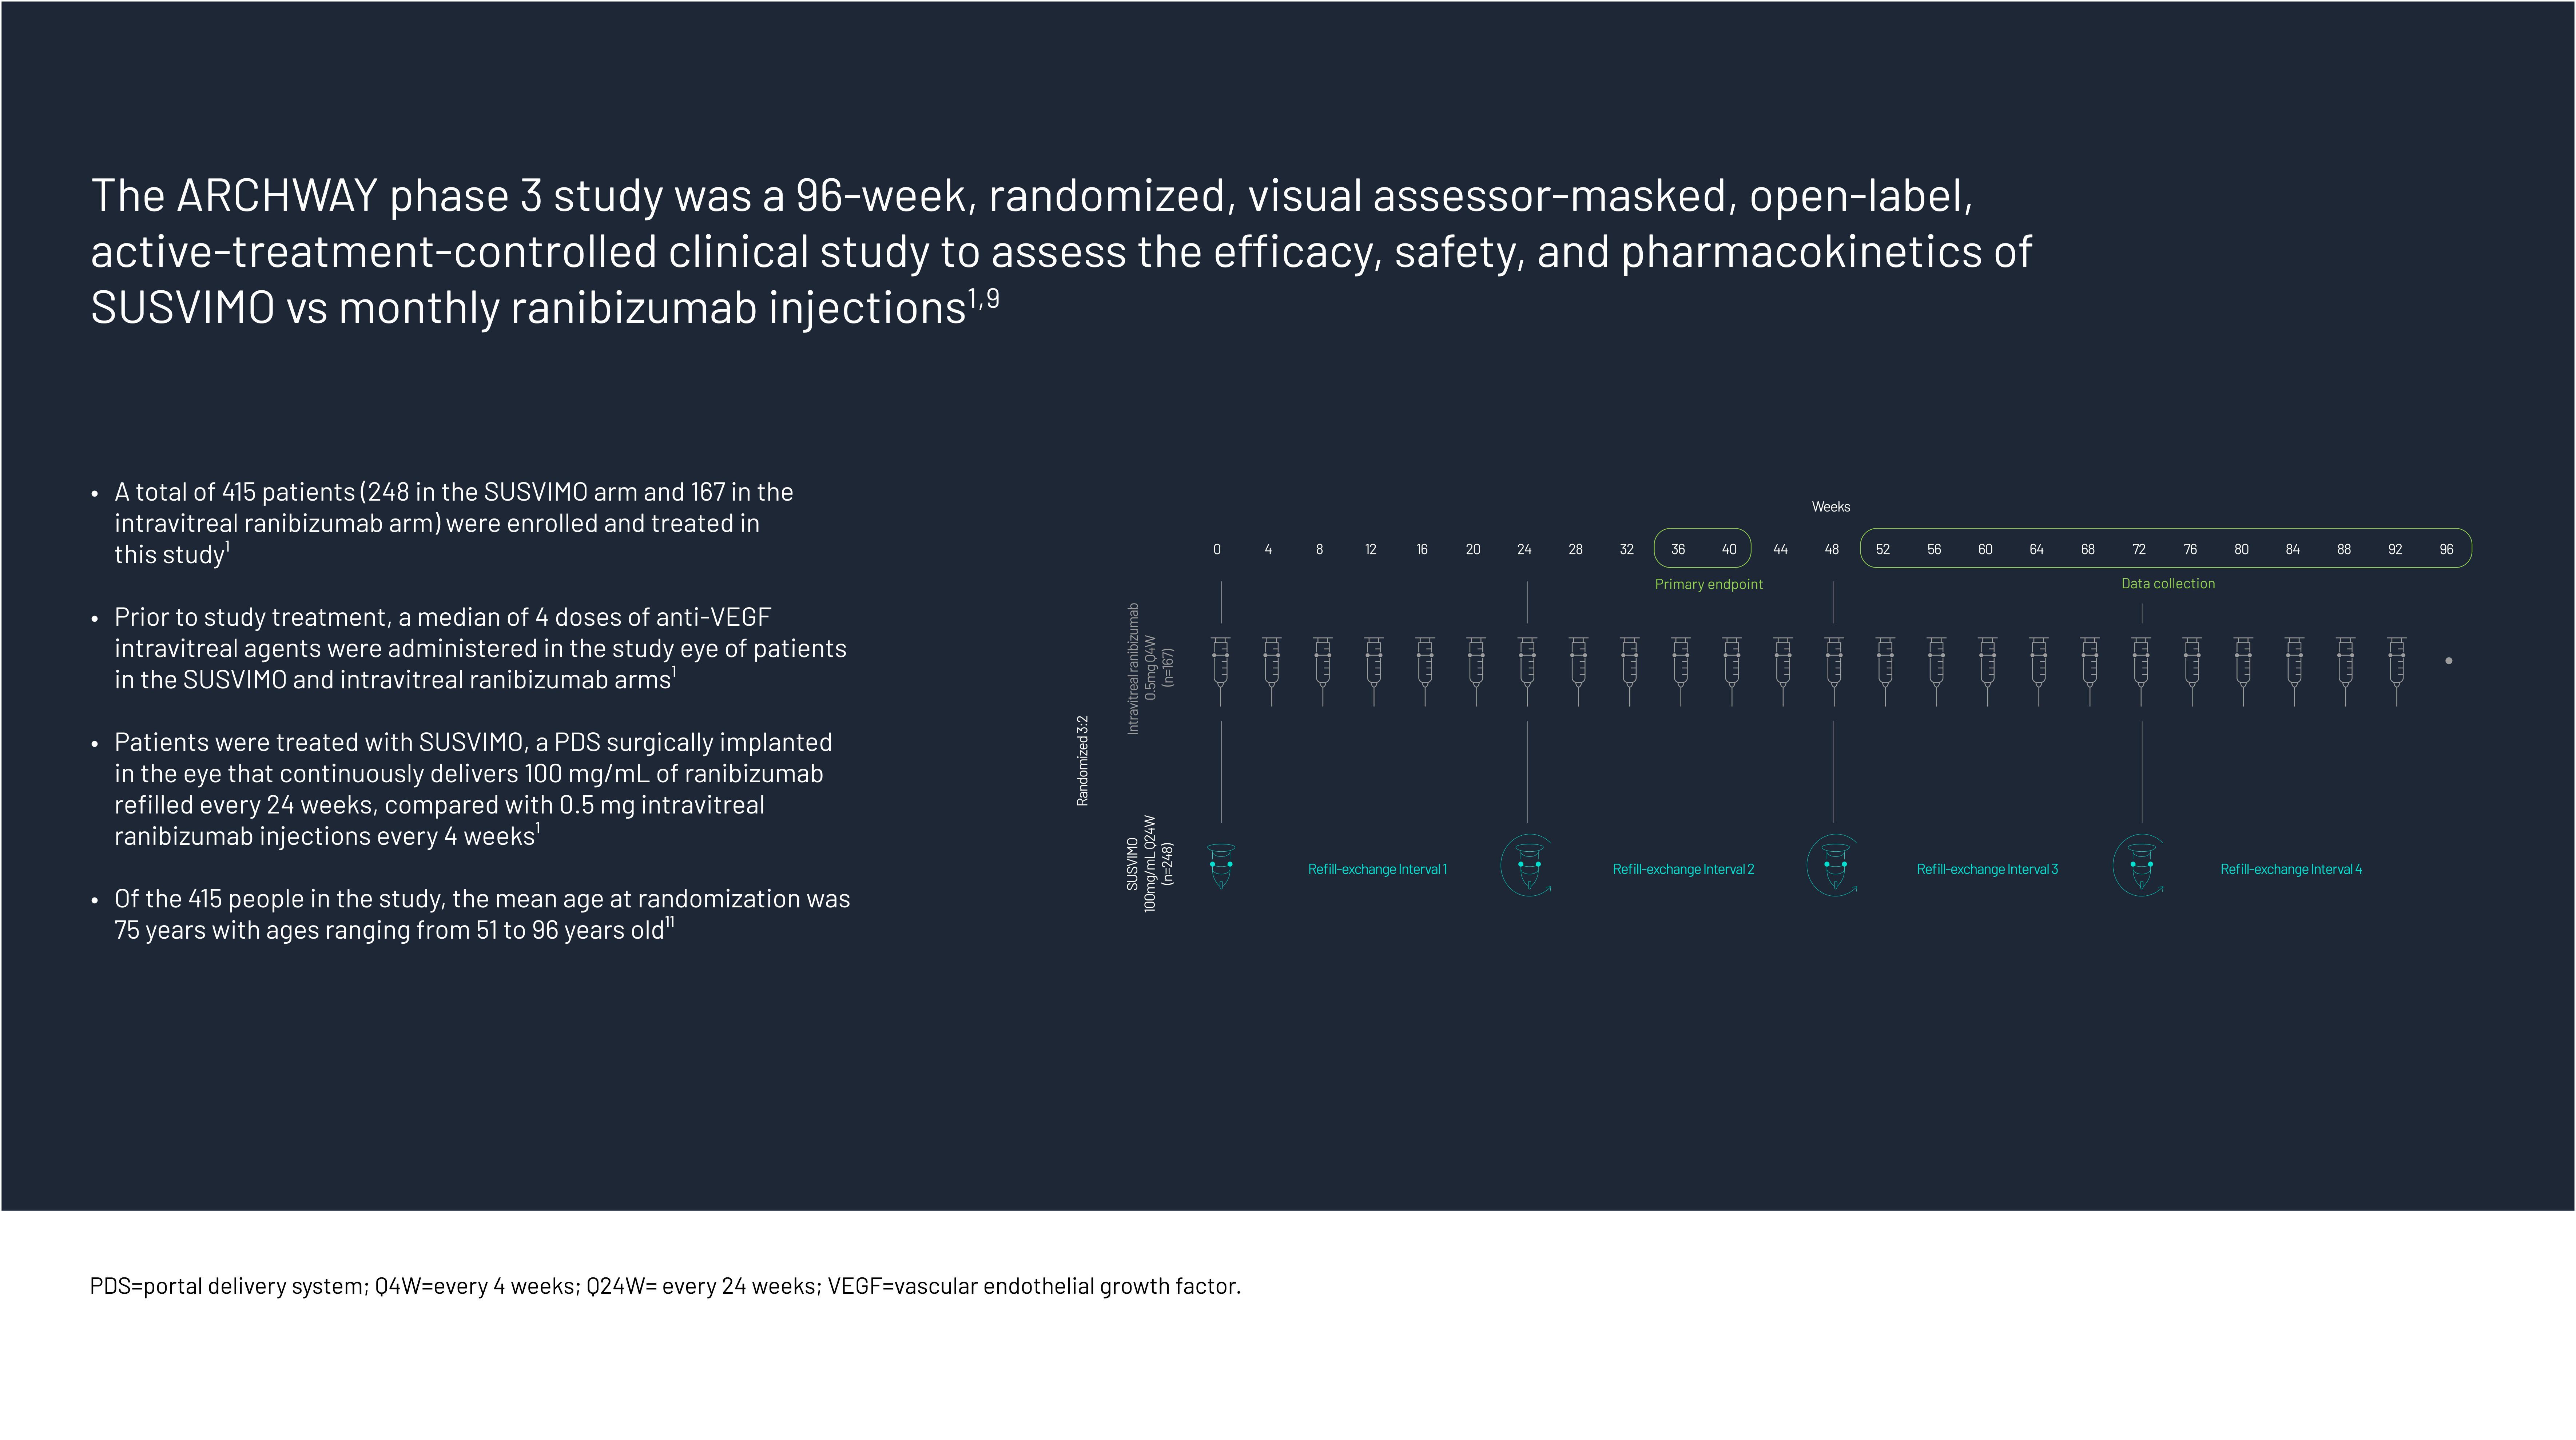 The ARCHWAY phase 3 study was a 96-week, randomized, visual assessor-masked, open-label,
active-treatment-controlled clinical study to assess the efficacy, safety, and pharmacokinetics of
SUSVIMO vs monthly ranibizumab injections1,9
• A total of 415 patients (248 in the SUSVIMO arm and 167 in the
intravitreal ranibizumab arm) were enrolled and treated in
this study1
• Prior to study treatment, a median of 4 doses of anti-VEGF
intravitreal agents were administered in the study eye of patients
in the SUSVIMO and intravitreal ranibizumab arms1
• Patients were treated with SUSVIMO, a PDS surgically implanted
in the eye that continuously delivers 100 mg/mL of ranibizumab
refilled every 24 weeks, compared with 0.5 mg intravitreal
ranibizumab injections every 4 weeks1
• Of the 415 people in the study, the mean age at randomization was
75 years with ages ranging from 51 to 96 years old11
Weeks
0 4 8 12 16 20 24 28 32 36 40 44 48 52 56 60 64 68 72 76 80 84 88 92 96
Primary endpoint
Data collection
Randomized 3:2
Intravitreal ranibizumab
0.5mg Q4W
(n=167)
SUSVIMO
100mg/mL Q24W
(n=248)
Refill-exchange Interval 1
Refill-exchange Interval 2
Refill-exchange Interval 3
Refill-exchange Interval 4
PDS=portal delivery system; Q4W=every 4 weeks; Q24W= every 24 weeks; VEGF=vascular endothelial growth factor.